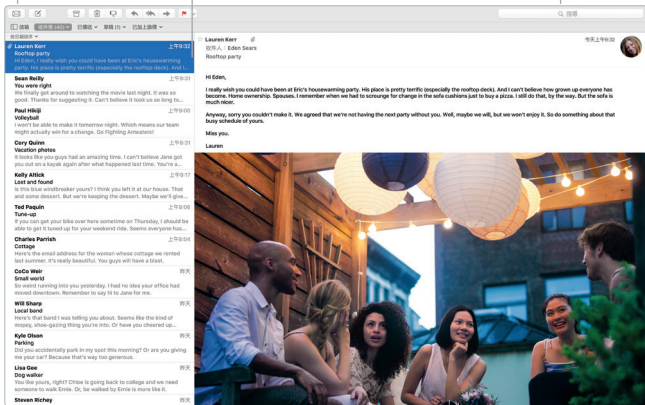 搜尋
信箱 收件匣 (42) 已傳送 草稿 (1) 已加上旗標
按日期排序
Lauren Kerr 上午9:32
Rooftop party
Hi Eden, I really wish you could have been at Eric's housewarming
party. His place is pretty terrific (especially the rooftop deck). And I...
Sean Reilly 上午9:31
You were right
We finally got around to watching the movie last night. It was so
good. Thanks for suggesting it. Can't believe it took us so long to...
Paul Hikiji 上午9:00
Volleyball
I won't be able to make it tomorrow night. Which means our team
might actually win for a change. Go Fighting Anteaters!
Cory Quinn 上午8:31
Vacation photos
It looks like you guys had an amazing time. I can't believe Jane got
you out on a kayak again after what happened last time. You're a...
Kelly Altick 上午8:17
Lost and found
Is this blue windbreaker yours? I think you left it at our house. That
and some dessert. But we're keeping the dessert. Maybe we'll give...
Ted Paquin 上午8:06
Tune-up
If you can get your bike over here sometime on Thursday, I should be
able to get it tuned up for your weekend ride. Seems everyone has...
Charles Parrish 上午8:04
Cottage
Here's the email address for the woman whose cottage we rented
last summer. It's really beautiful. You guys will have a blast.
CoCo Weir 昨天
Small world
So weird running into you yesterday. I had no idea your office had
moved downtown. Remember to say hi to Jane for me.
Will Sharp 昨天
Local band
Here's that band I was telling you about. Seems like the kind of
mopey, shoe-gazing thing you're into. Or have you cheered up...
Kyle Olson 昨天
Parking
Did you accidentally park in my spot this morning? Or are you giving
me your car? Because that's way too generous.
Lisa Gee 昨天
Dog walker
You like yours, right? Chloe is going back to college and we need
someone to walk Ernie. Or, be walked by Ernie is more like it.
Steven Richey 昨天
Lauren Kerr 今天上午9:32
收件人：Eden Sears
Rooftop party
Hi Eden,
I really wish you could have been at Eric's housewarming party. His place is pretty terrific (especially the rooftop deck). And I can't believe how grown up everyone has
become. Home ownership. Spouses. I remember when we had to scrounge for change in the sofa cushions just to buy a pizza. I still do that, by the way. But the sofa is
much nicer.
Anyway, sorry you couldn't make it. We agreed that we're not having the next party without you. Well, maybe we will, but we won't enjoy it. So do something about that
busy schedule of yours.
Miss you.
Lauren